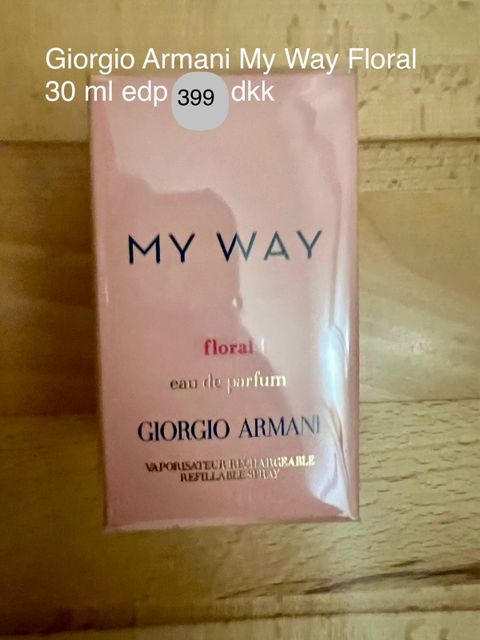 Giorgio Armani My Way Floral
30 ml edp 399 dkk
MY WAY
floral
eau de parfum
GIORGIO ARMANI
VAPORISATEUR RECHARGEABLE
REFILLABLE SPRAY